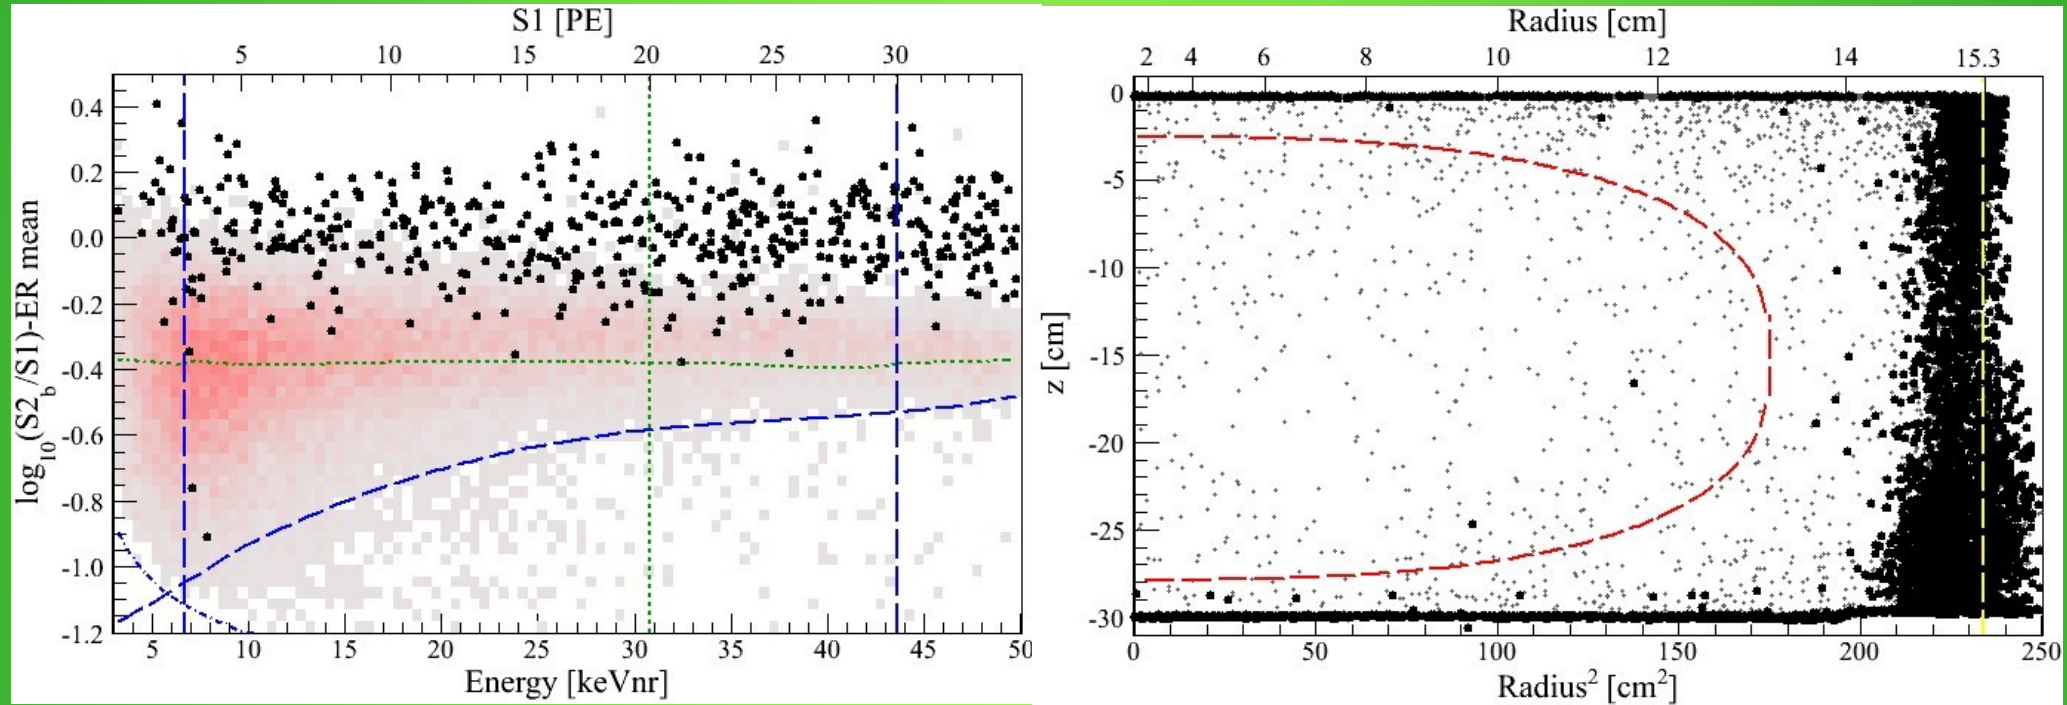 S1 [PE]
5 10 15 20 25 30
0.4
0.2
0.0
-0.2
-0.4
-0.6
-0.8
-1.0
-1.2
log10(S2b/S1)-ER mean
5 10 15 20 25 30 35 40 45 50
Energy [keVnr]
Radius [cm]
2 4 6 8 10 12 14 15.3
0
-5
-10
-15
-20
-25
-30
z [cm]
0 50 100 150 200 250
Radius2 [cm2]